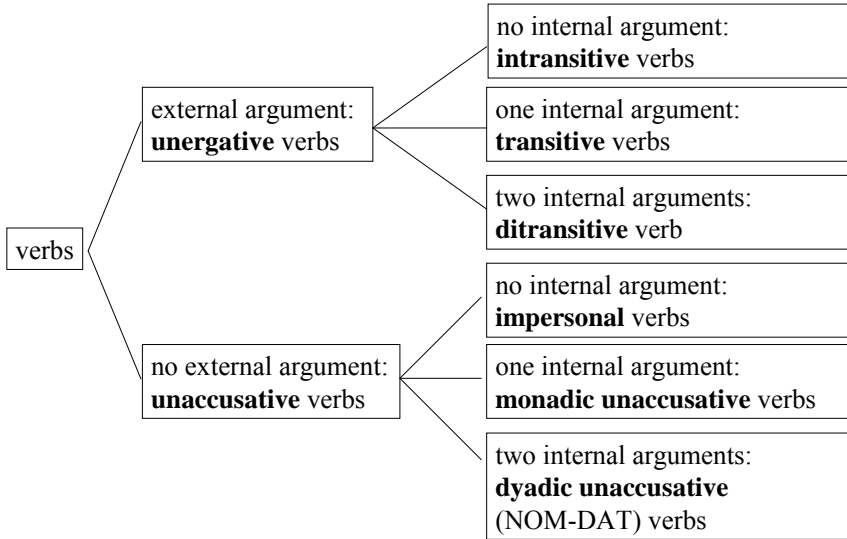 no internal argument:
intransitive verbs
external argument:
unergative verbs
one internal argument:
transitive verbs
two internal arguments:
ditransitive verb
verbs
no internal argument:
impersonal verbs
no external argument:
unaccusative verbs
one internal argument:
monadic unaccusative verbs
two internal arguments:
dyadic unaccusative
(NOM-DAT) verbs